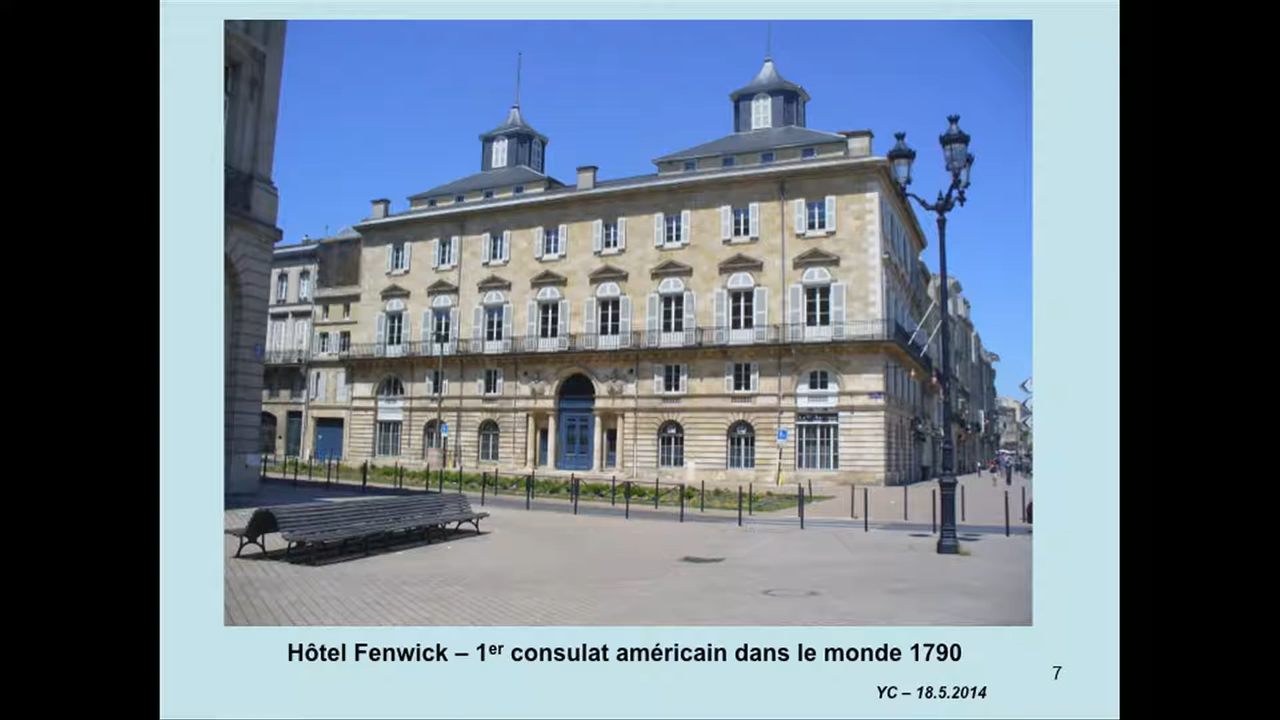 Hôtel Fenwick – 1er consulat américain dans le monde 1790
7
YC – 18.5.2014